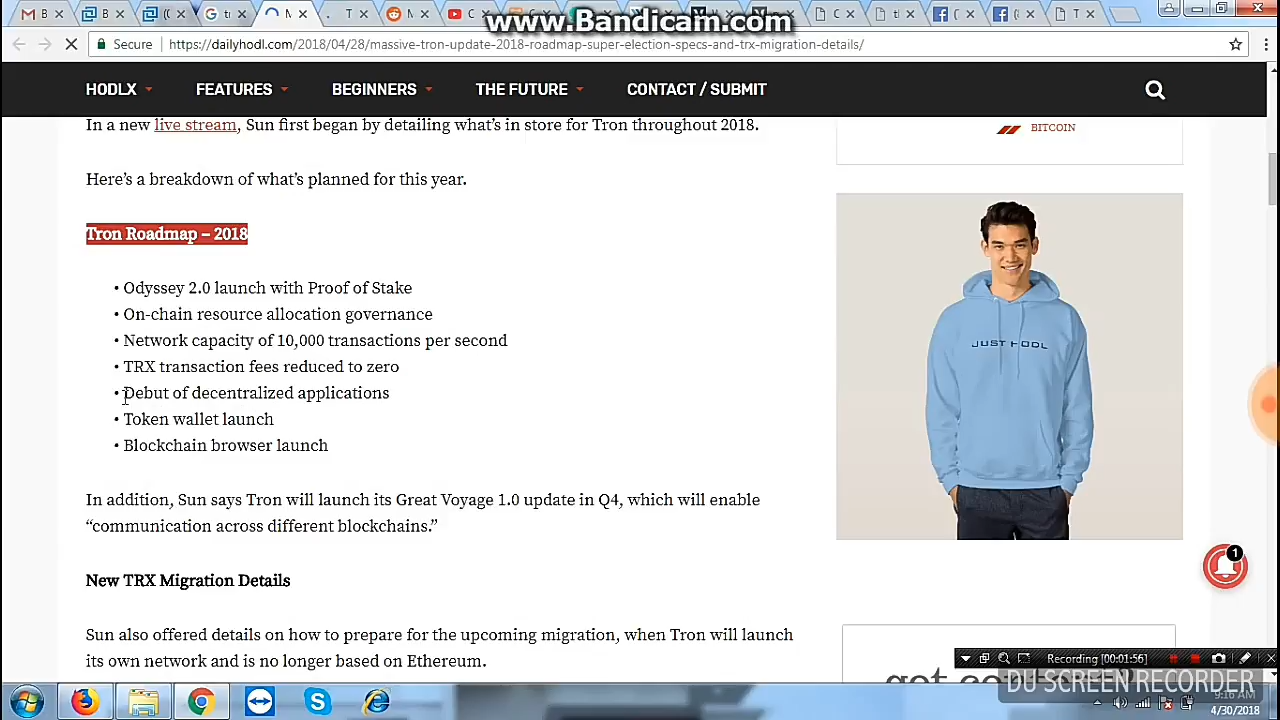 www.Bandicam.com
Secure
https://dailyhodl.com/2018/04/28/massive-tron-update-2018-roadmap-super-election-specs-and-trx-migration-details/
HODLX FEATURES BEGINNERS THE FUTURE CONTACT / SUBMIT
In a new live stream, Sun first began by detailing what's in store for Tron throughout 2018.
BITCOIN
Here's a breakdown of what's planned for this year.
Tron Roadmap – 2018
• Odyssey 2.0 launch with Proof of Stake
• On-chain resource allocation governance
• Network capacity of 10,000 transactions per second
• TRX transaction fees reduced to zero
• Debut of decentralized applications
• Token wallet launch
• Blockchain browser launch
JUST HODL
In addition, Sun says Tron will launch its Great Voyage 1.0 update in Q4, which will enable
“communication across different blockchains.”
1
New TRX Migration Details
Sun also offered details on how to prepare for the upcoming migration, when Tron will launch
its own network and is no longer based on Ethereum.
Recording [00:01:56]
DU SCREEN RECORDER
9:16 AM
4/30/2018